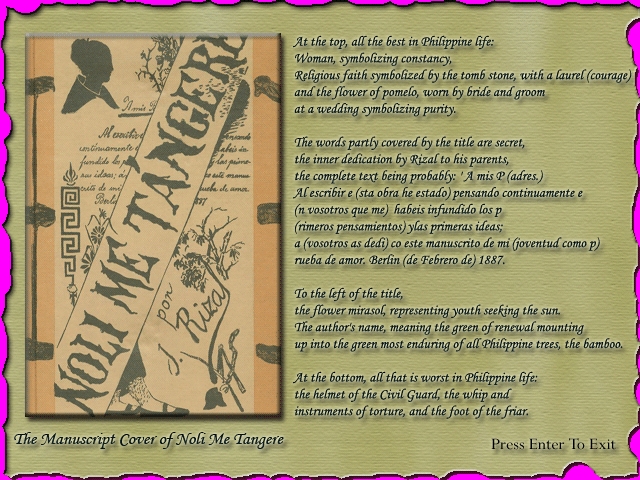 NOLI ME TANGERE
por
J. Rizal
The Manuscript Cover of Noli Me Tangere
At the top, all the best in Philippine life:
Woman, symbolizing constancy,
Religious faith symbolized by the tomb stone, with a laurel (courage)
and the flower of pomelo, worn by bride and groom
at a wedding symbolizing purity.
The words partly covered by the title are secret,
the inner dedication by Rizal to his parents,
the complete text being probably: ' A mis P (adres.)
Al escribir e (sta obra he estado) pensando continuamente e
(n vosotros que me) habeis infundido los p
(rimeros pensamientos) ylas primeras ideas;
a (vosotros as dedi) co este manuscrito de mi (joventud como p)
rueba de amor. Berlin (de Febrero de) 1887.
To the left of the title,
the flower mirasol, representing youth seeking the sun.
The author's name, meaning the green of renewal mounting
up into the green most enduring of all Philippine trees, the bamboo.
At the bottom, all that is worst in Philippine life:
the helmet of the Civil Guard, the whip and
instruments of torture, and the foot of the friar.
Press Enter To Exit